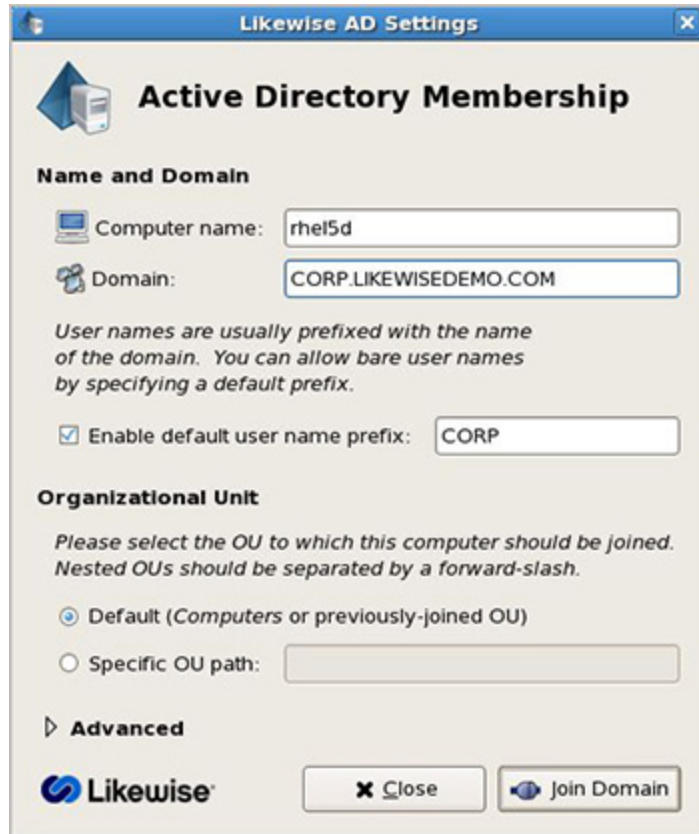 Likewise AD Settings
Active Directory Membership
Name and Domain
Computer name: rhel5d
Domain: CORP.LIKEWISEDEMO.COM
User names are usually prefixed with the name
of the domain. You can allow bare user names
by specifying a default prefix.
Enable default user name prefix: CORP
Organizational Unit
Please select the OU to which this computer should be joined.
Nested OUs should be separated by a forward-slash.
Default (Computers or previously-joined OU)
Specific OU path:
Advanced
Likewise Close Join Domain